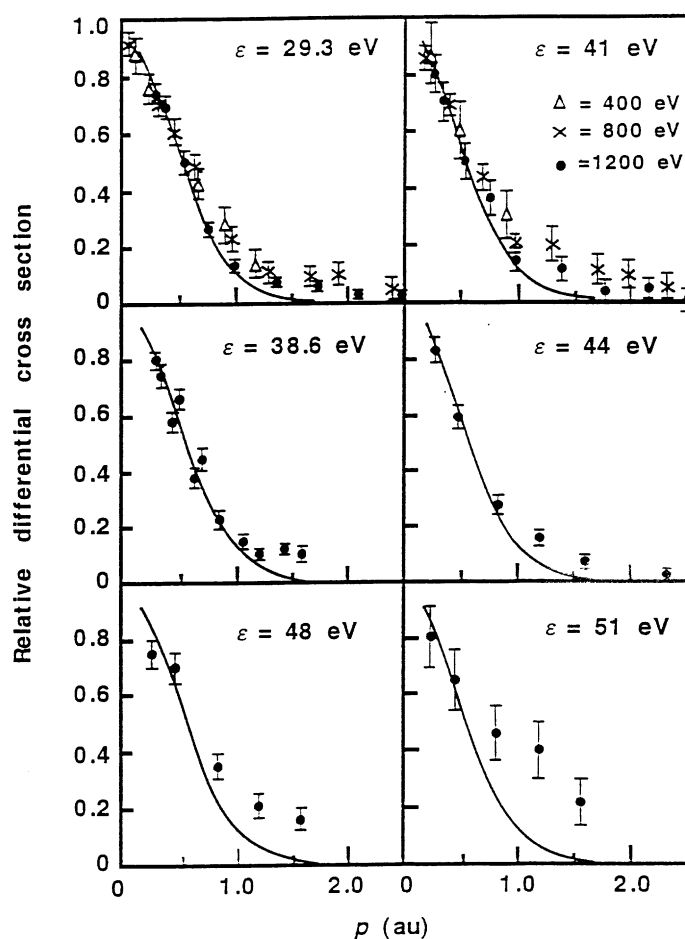 Relative differential cross section
1.0
0.8
0.6
0.4
0.2
0
ε = 29.3 eV
ε = 41 eV
Δ = 400 eV
× = 800 eV
● =1200 eV
0.8
0.6
0.4
0.2
0
ε = 38.6 eV
ε = 44 eV
0.8
0.6
0.4
0.2
0
ε = 48 eV
ε = 51 eV
0
1.0
2.0
0
1.0
2.0
p (au)